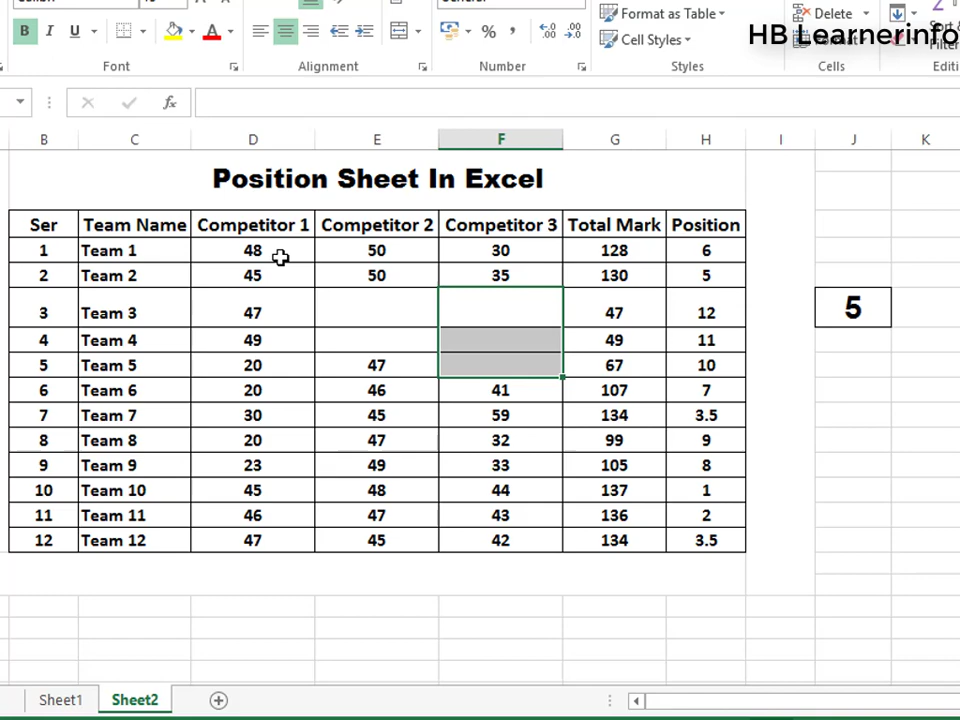 HB Learnerinfo
Format as Table
Delete
Cell Styles
B I U A % ,
Font Alignment Number Styles Cells Editi
fx
B C D E F G H I J K
Position Sheet In Excel
Ser Team Name Competitor 1 Competitor 2 Competitor 3 Total Mark Position
1 Team 1 48 50 30 128 6
2 Team 2 45 50 35 130 5
3 Team 3 47 47 12
5
4 Team 4 49 49 11
5 Team 5 20 47 67 10
6 Team 6 20 46 41 107 7
7 Team 7 30 45 59 134 3.5
8 Team 8 20 47 32 99 9
9 Team 9 23 49 33 105 8
10 Team 10 45 48 44 137 1
11 Team 11 46 47 43 136 2
12 Team 12 47 45 42 134 3.5
Sheet1 Sheet2